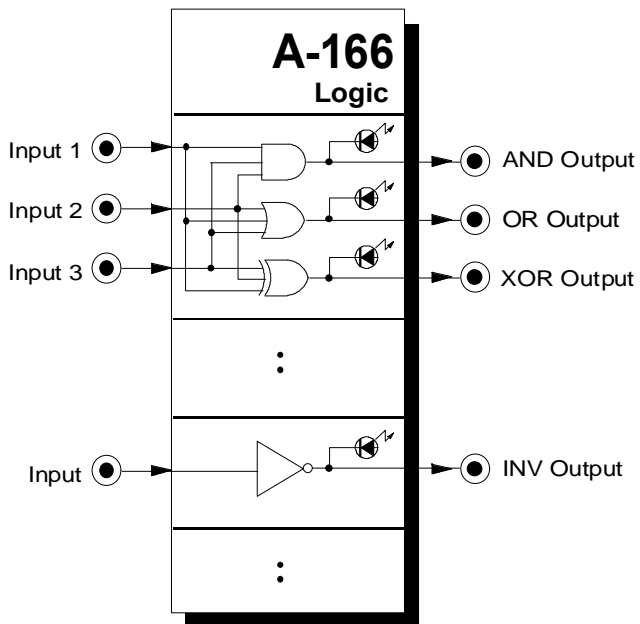 A-166
Logic
Input 1
AND Output
Input 2
OR Output
Input 3
XOR Output
:
Input
INV Output
: